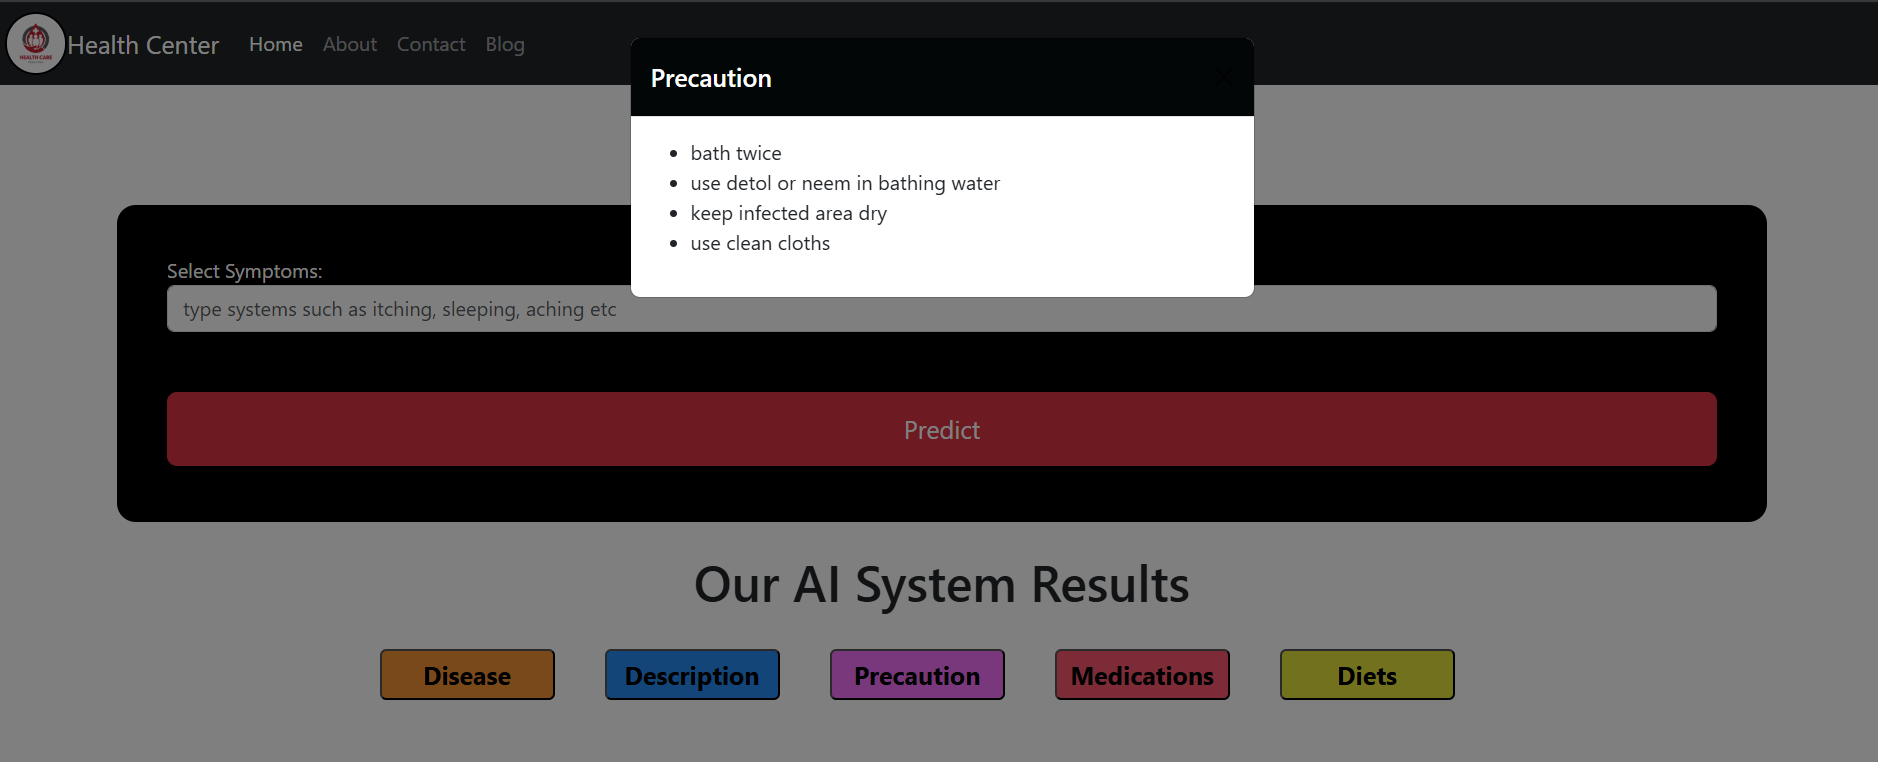 HEALTH CARE
Health Center
Home About Contact Blog
Precaution
bath twice
use detol or neem in bathing water
keep infected area dry
use clean cloths
Select Symptoms:
type systems such as itching, sleeping, aching etc
Predict
Our AI System Results
Disease Description Precaution Medications Diets